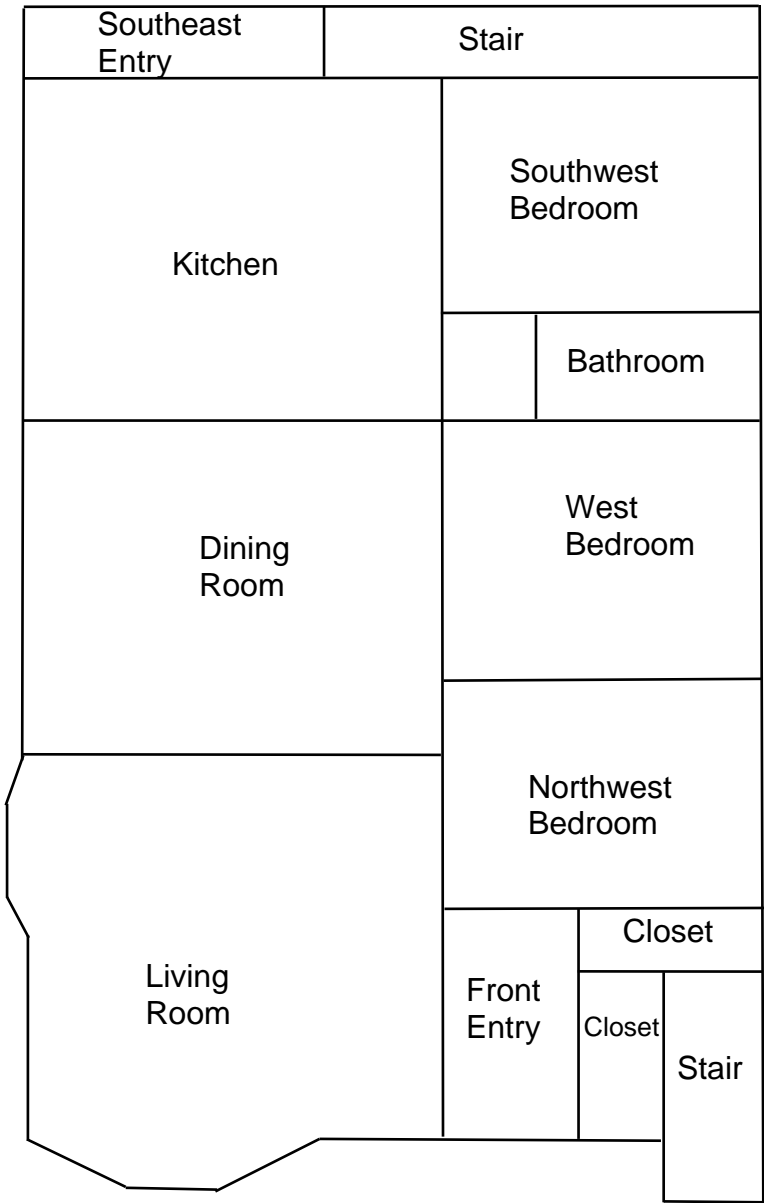 Southeast
Entry
Stair
Southwest
Bedroom
Kitchen
Bathroom
West
Bedroom
Dining
Room
Northwest
Bedroom
Closet
Living
Room
Front
Entry
Closet
Stair